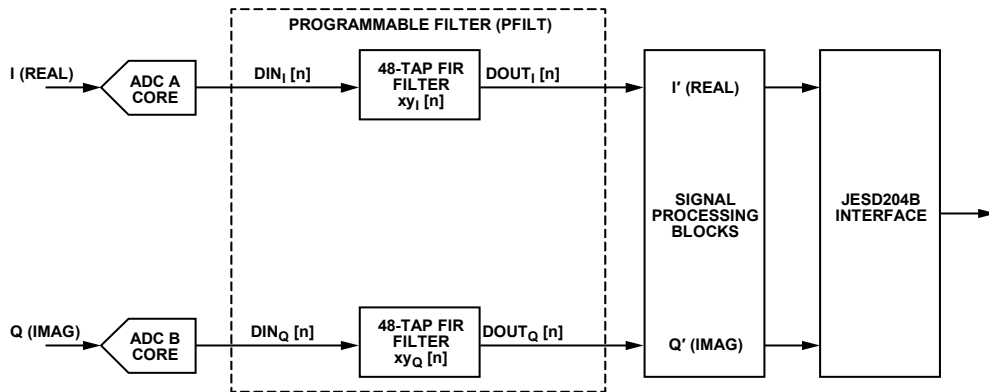 PROGRAMMABLE FILTER (PFILT)
I (REAL)
ADC A
CORE
DINI [n]
48-TAP FIR
FILTER
xyI [n]
DOUTI [n]
I′ (REAL)
SIGNAL
PROCESSING
BLOCKS
JESD204B
INTERFACE
Q (IMAG)
ADC B
CORE
DINQ [n]
48-TAP FIR
FILTER
xyQ [n]
DOUTQ [n]
Q′ (IMAG)